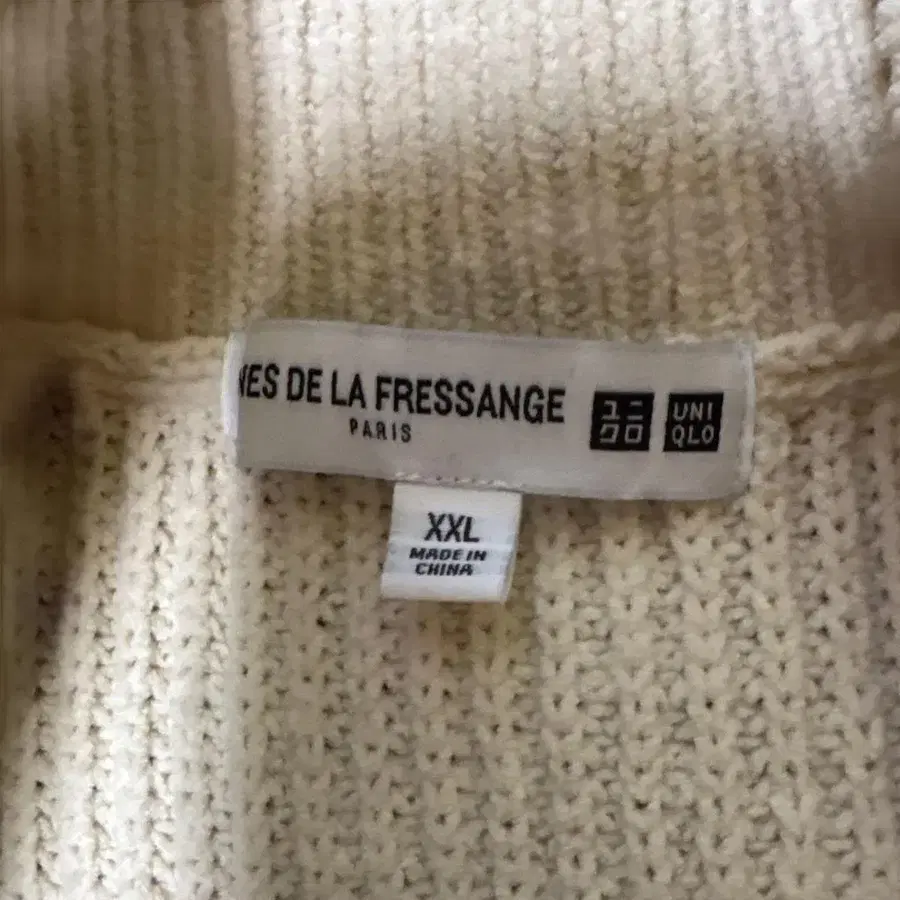 NES DE LA FRESSANGE
PARIS
ユニ
クロ
UNI
QLO
XXL
MADE IN
CHINA